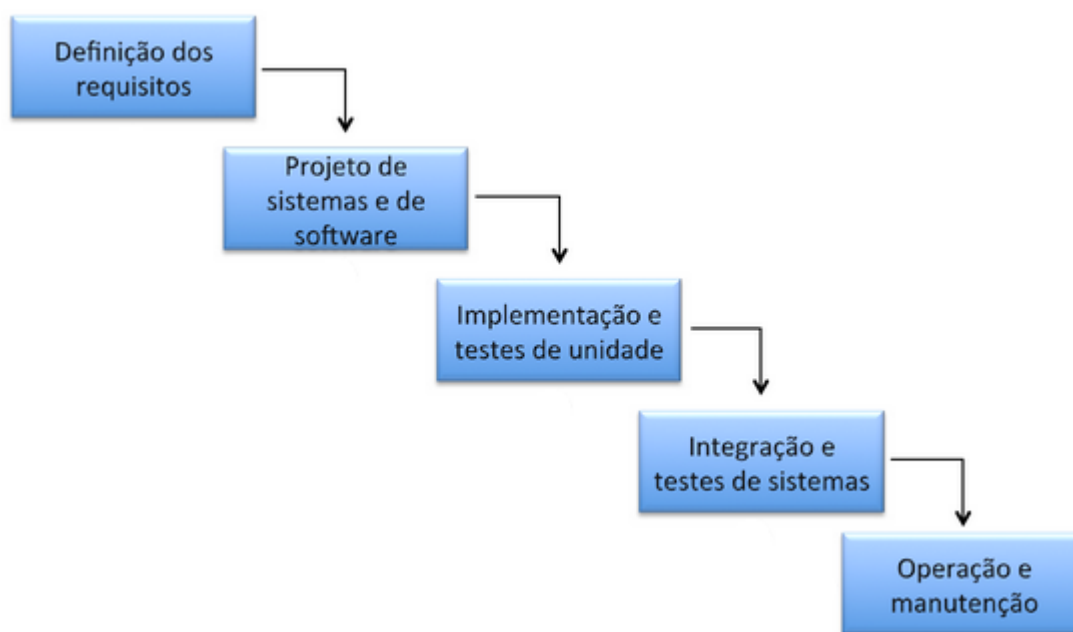 Definição dos
requisitos
Projeto de
sistemas e de
software
Implementação e
testes de unidade
Integração e
testes de sistemas
Operação e
manutenção